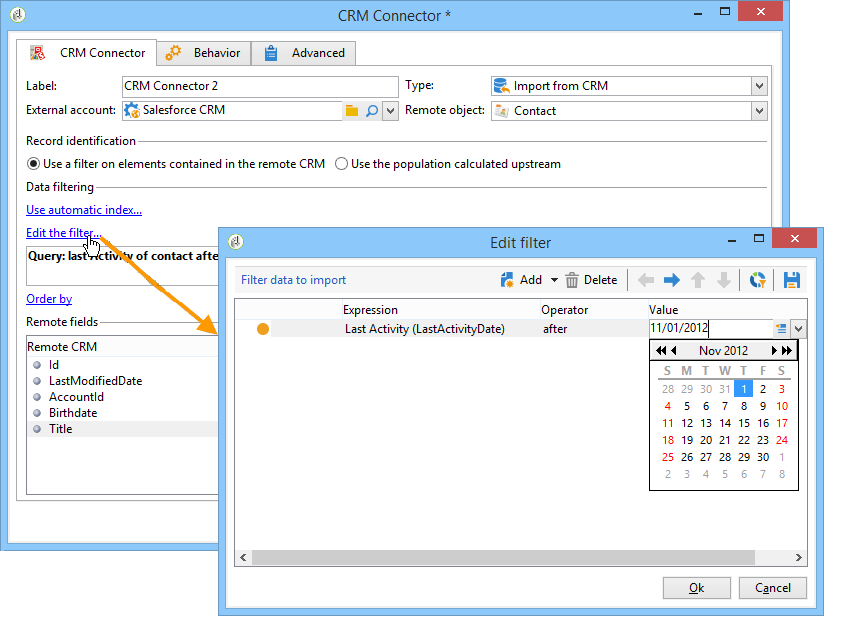 CRM Connector *
CRM Connector Behavior Advanced
Label: CRM Connector 2 Type: Import from CRM
External account: Salesforce CRM Remote object: Contact
Record identification
Use a filter on elements contained in the remote CRM Use the population calculated upstream
Data filtering
Use automatic index...
Edit the filter...
Query: last activity of contact afte
Order by
Remote fields
Remote CRM
Id
LastModifiedDate
AccountId
Birthdate
Title
Edit filter
Filter data to import Add Delete
Expression Operator Value
Last Activity (LastActivityDate) after 11/01/2012
Nov 2012
S M T W T F S
28 29 30 31 1 2 3
4 5 6 7 8 9 10
11 12 13 14 15 16 17
18 19 20 21 22 23 24
25 26 27 28 29 30 1
2 3 4 5 6 7 8
Ok Cancel